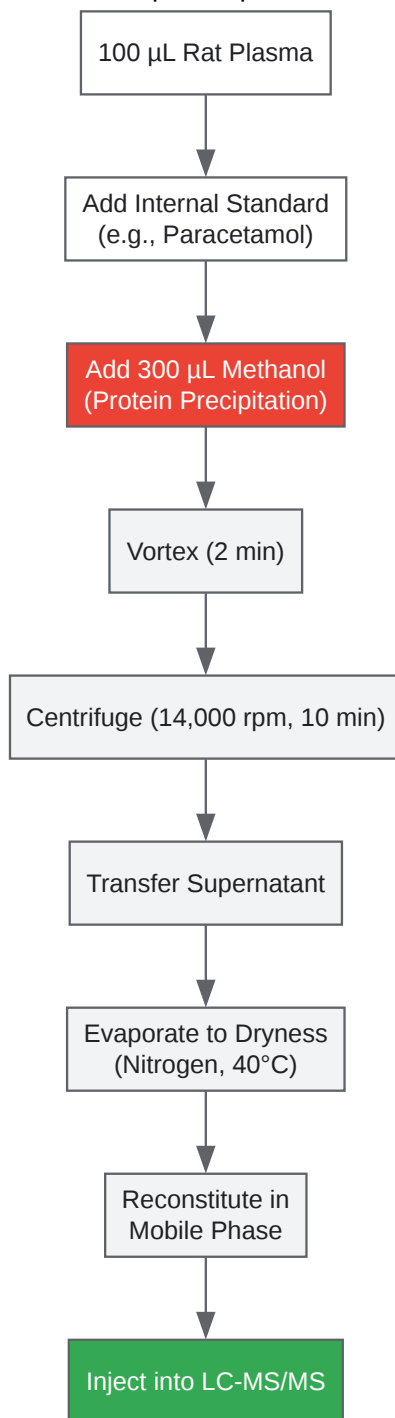 100 µL Rat Plasma
Add Internal Standard
(e.g., Paracetamol)
Add 300 µL Methanol
(Protein Precipitation)
Vortex (2 min)
Centrifuge (14,000 rpm, 10 min)
Transfer Supernatant
Evaporate to Dryness
(Nitrogen, 40°C)
Reconstitute in
Mobile Phase
Inject into LC-MS/MS